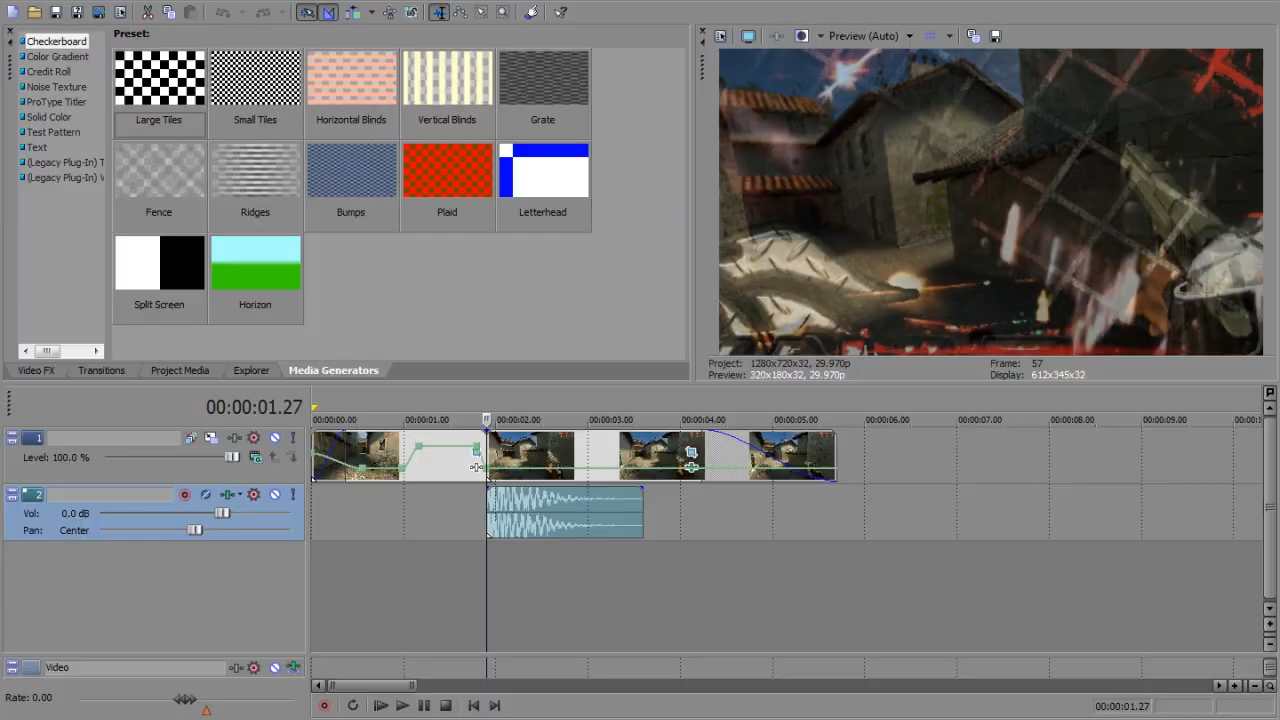 Checkerboard
Color Gradient
Credit Roll
Noise Texture
ProType Titler
Solid Color
Test Pattern
Text
(Legacy Plug-In) T
(Legacy Plug-In) V
Preset:
Large Tiles
Small Tiles
Horizontal Blinds
Vertical Blinds
Grate
Fence
Ridges
Bumps
Plaid
Letterhead
Split Screen
Horizon
Video FX
Transitions
Project Media
Explorer
Media Generators
Preview (Auto)
Project: 1280x720x32, 29.970p
Frame: 57
Preview: 320x180x32, 29.970p
Display: 612x345x32
00:00:01.27
00:00:00.00
00:00:01.00
00:00:02.00
00:00:03.00
00:00:04.00
00:00:05.00
00:00:06.00
00:00:07.00
00:00:08.00
00:00:09.00
00:00:1
1
Level: 100.0 %
2
Vol: 0.0 dB
Pan: Center
Video
Rate: 0.00
00:00:01.27